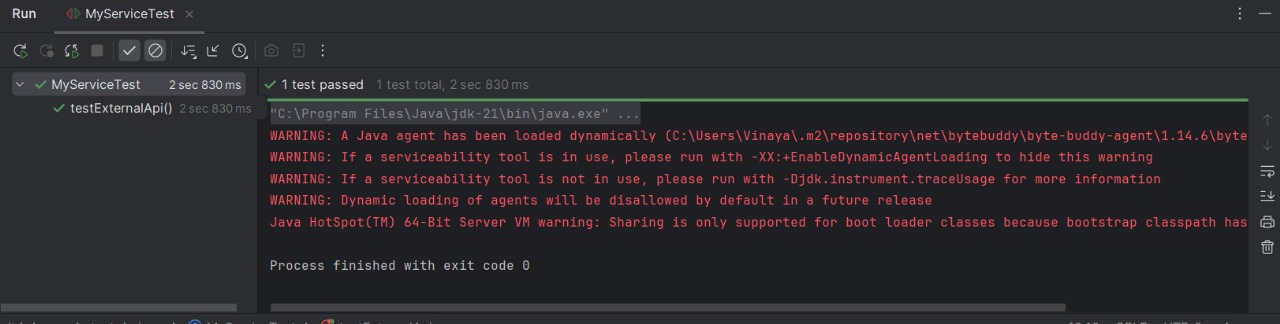 Run MyServiceTest
MyServiceTest 2 sec 830 ms
testExternalApi() 2 sec 830 ms
1 test passed 1 test total, 2 sec 830 ms
"C:\Program Files\Java\jdk-21\bin\java.exe" ...
WARNING: A Java agent has been loaded dynamically (C:\Users\Vinaya\.m2\repository\net\bytebuddy\byte-buddy-agent\1.14.6\byte
WARNING: If a serviceability tool is in use, please run with -XX:+EnableDynamicAgentLoading to hide this warning
WARNING: If a serviceability tool is not in use, please run with -Djdk.instrument.traceUsage for more information
WARNING: Dynamic loading of agents will be disallowed by default in a future release
Java HotSpot(TM) 64-Bit Server VM warning: Sharing is only supported for boot loader classes because bootstrap classpath has
Process finished with exit code 0